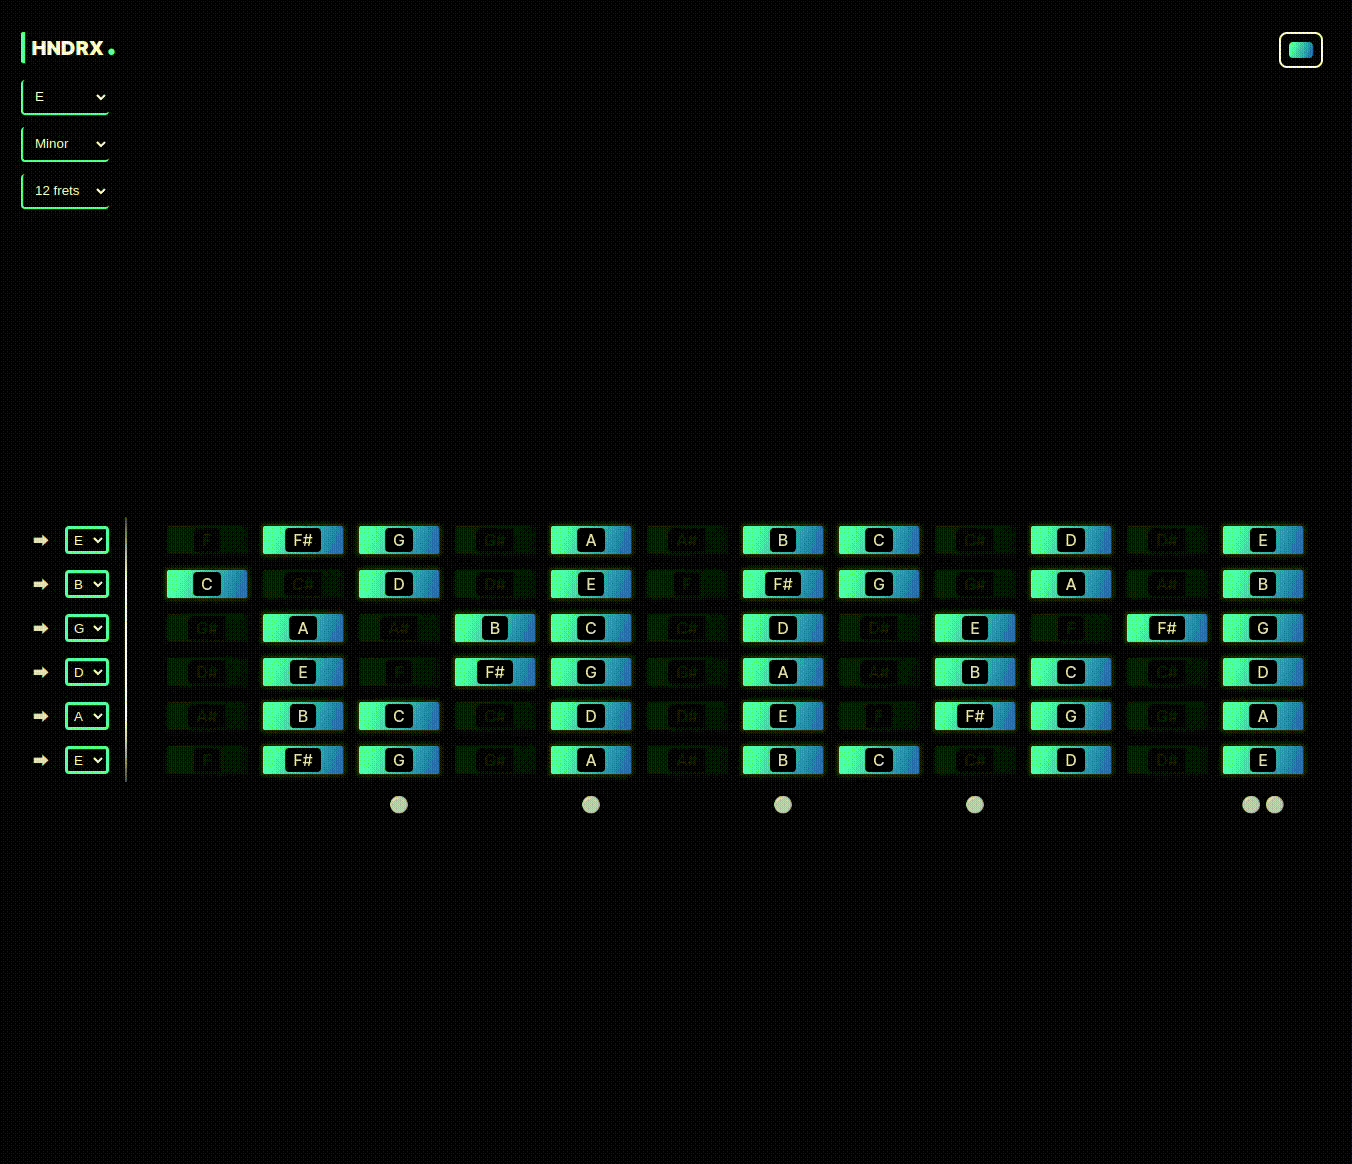 HNDRX
E
Minor
12 frets
E F F# G G# A A# B C C# D D# E
B C C# D D# E F F# G G# A A# B
G G# A A# B C C# D D# E F F# G
D D# E F F# G G# A A# B C C# D
A A# B C C# D D# E F F# G G# A
E F F# G G# A A# B C C# D D# E